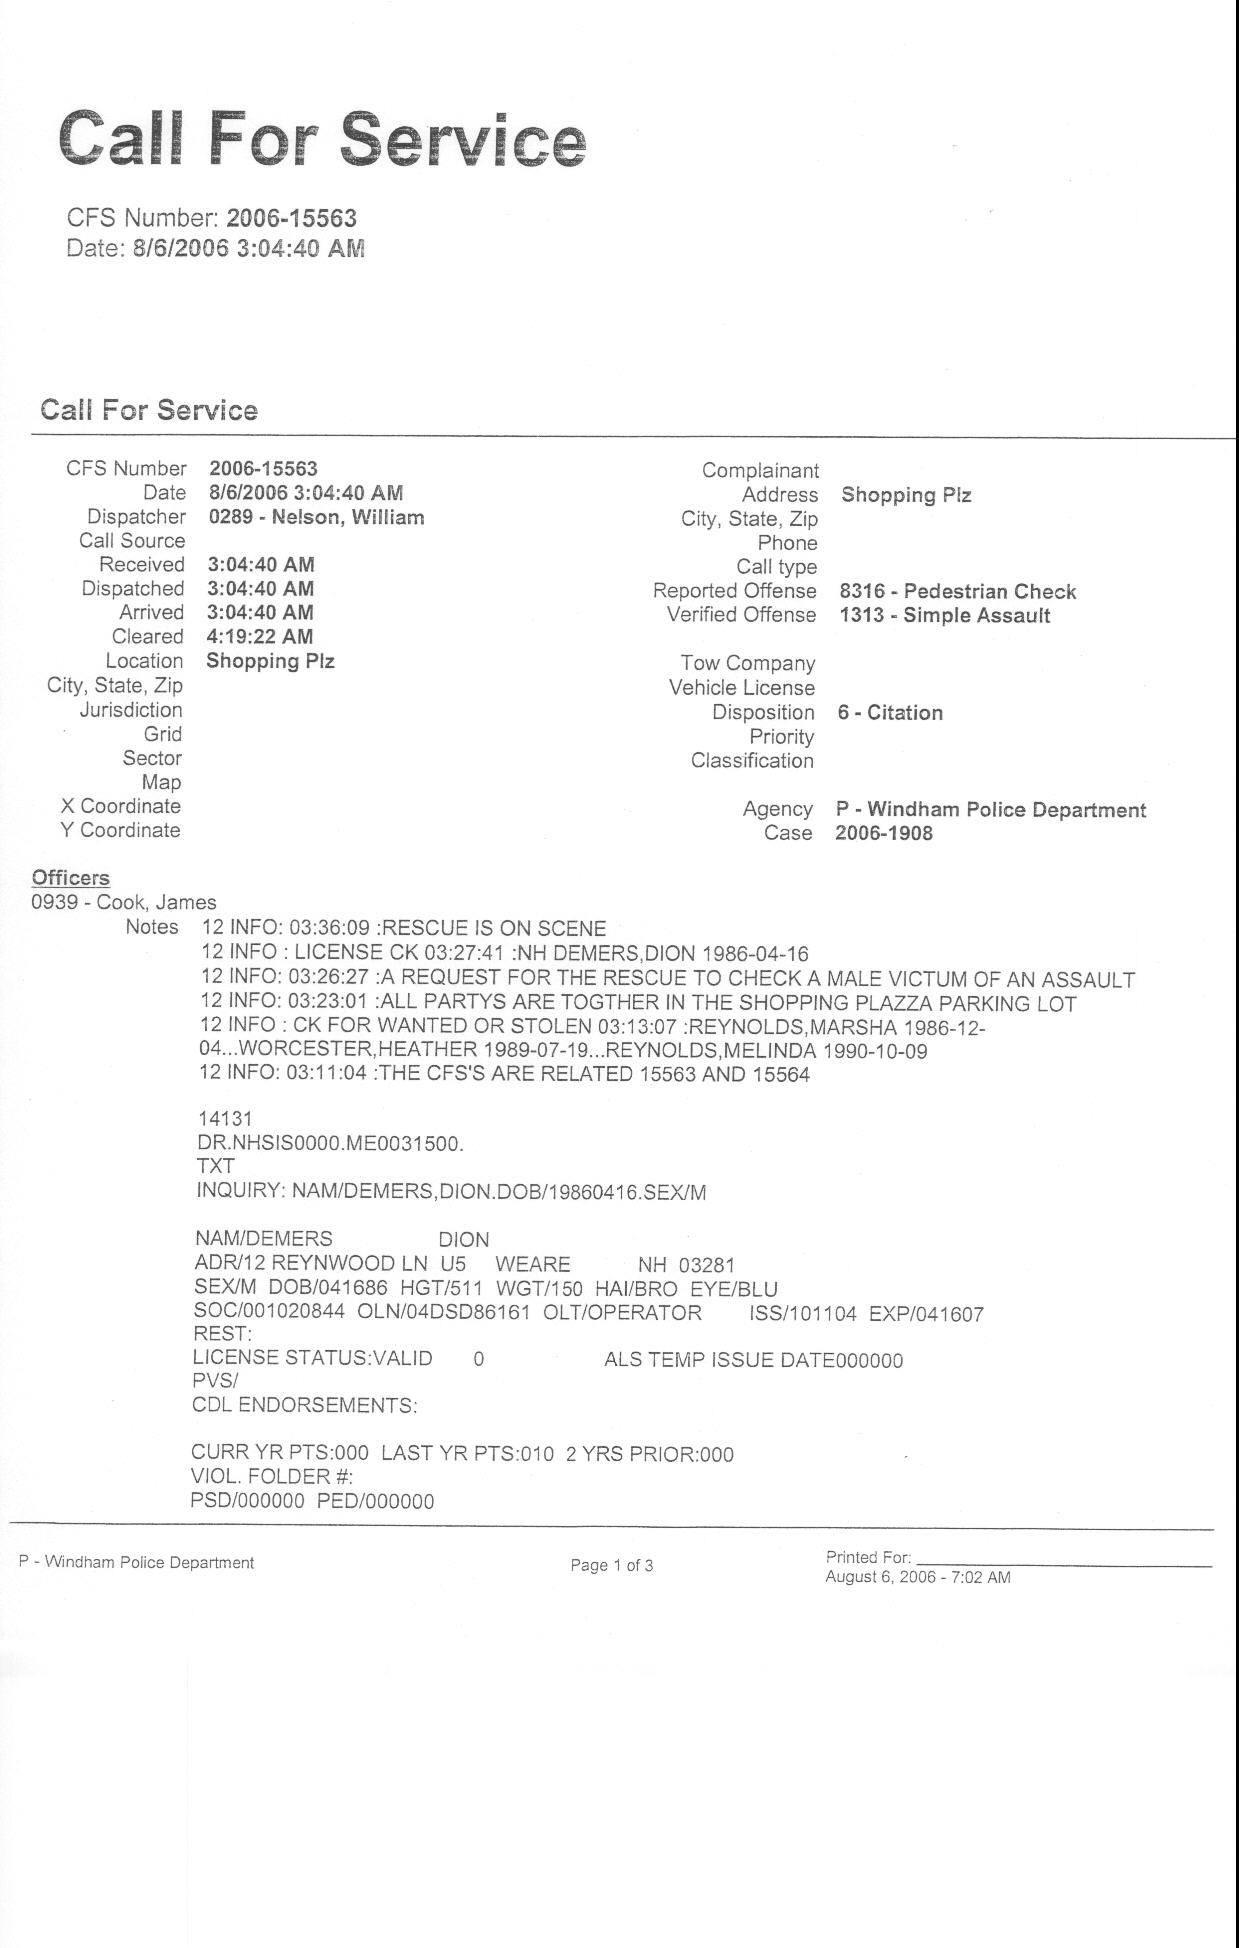 Call For Service
CFS Number: 2006-15563
Date: 8/6/2006 3:04:40 AM
Call For Service
CFS Number 2006-15563
Date 8/6/2006 3:04:40 AM
Dispatcher 0289 - Nelson, William
Call Source
Received 3:04:40 AM
Dispatched 3:04:40 AM
Arrived 3:04:40 AM
Cleared 4:19:22 AM
Location Shopping Plz
City, State, Zip
Jurisdiction
Grid
Sector
Map
X Coordinate
Y Coordinate
Complainant
Address Shopping Plz
City, State, Zip
Phone
Call type
Reported Offense 8316 - Pedestrian Check
Verified Offense 1313 - Simple Assault
Tow Company
Vehicle License
Disposition 6 - Citation
Priority
Classification
Agency P - Windham Police Department
Case 2006-1908
Officers
0939 - Cook, James
Notes 12 INFO: 03:36:09 :RESCUE IS ON SCENE
12 INFO : LICENSE CK 03:27:41 :NH DEMERS,DION 1986-04-16
12 INFO: 03:26:27 :A REQUEST FOR THE RESCUE TO CHECK A MALE VICTUM OF AN ASSAULT
12 INFO: 03:23:01 :ALL PARTYS ARE TOGTHER IN THE SHOPPING PLAZZA PARKING LOT
12 INFO : CK FOR WANTED OR STOLEN 03:13:07 :REYNOLDS,MARSHA 1986-12-
04...WORCESTER,HEATHER 1989-07-19...REYNOLDS,MELINDA 1990-10-09
12 INFO: 03:11:04 :THE CFS'S ARE RELATED 15563 AND 15564
14131
DR.NHSIS0000.ME0031500.
TXT
INQUIRY: NAM/DEMERS,DION.DOB/19860416.SEX/M
NAM/DEMERS DION
ADR/12 REYNWOOD LN U5 WEARE NH 03281
SEX/M DOB/041686 HGT/511 WGT/150 HAI/BRO EYE/BLU
SOC/001020844 OLN/04DSD86161 OLT/OPERATOR ISS/101104 EXP/041607
REST:
LICENSE STATUS:VALID 0 ALS TEMP ISSUE DATE000000
PVS/
CDL ENDORSEMENTS:
CURR YR PTS:000 LAST YR PTS:010 2 YRS PRIOR:000
VIOL. FOLDER #:
PSD/000000 PED/000000
P - Windham Police Department
Page 1 of 3
Printed For:
August 6, 2006 - 7:02 AM